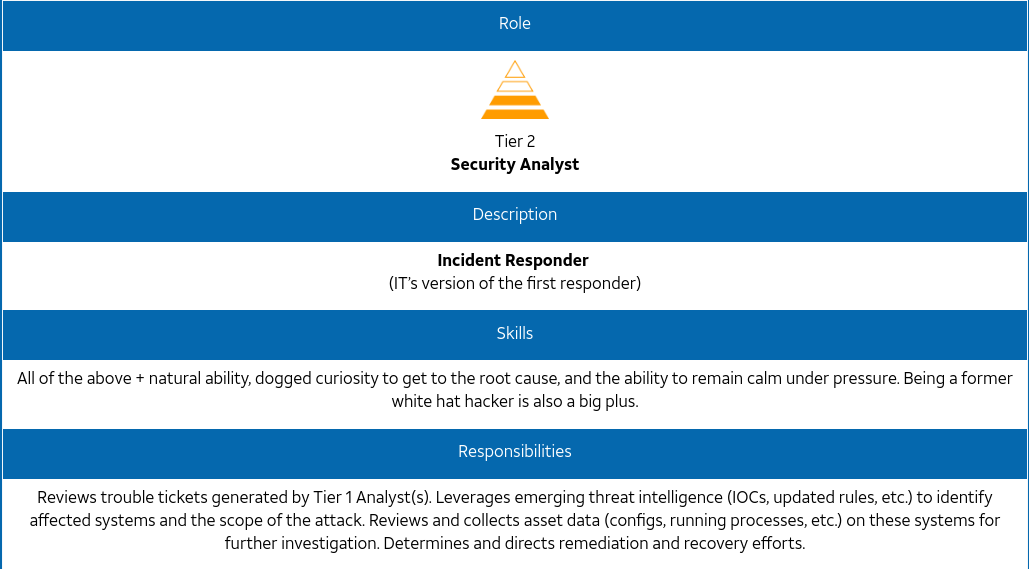 Role
Tier 2
Security Analyst
Description
Incident Responder
(IT’s version of the first responder)
Skills
All of the above + natural ability, dogged curiosity to get to the root cause, and the ability to remain calm under pressure. Being a former
white hat hacker is also a big plus.
Responsibilities
Reviews trouble tickets generated by Tier 1 Analyst(s). Leverages emerging threat intelligence (IOCs, updated rules, etc.) to identify
affected systems and the scope of the attack. Reviews and collects asset data (configs, running processes, etc.) on these systems for
further investigation. Determines and directs remediation and recovery efforts.